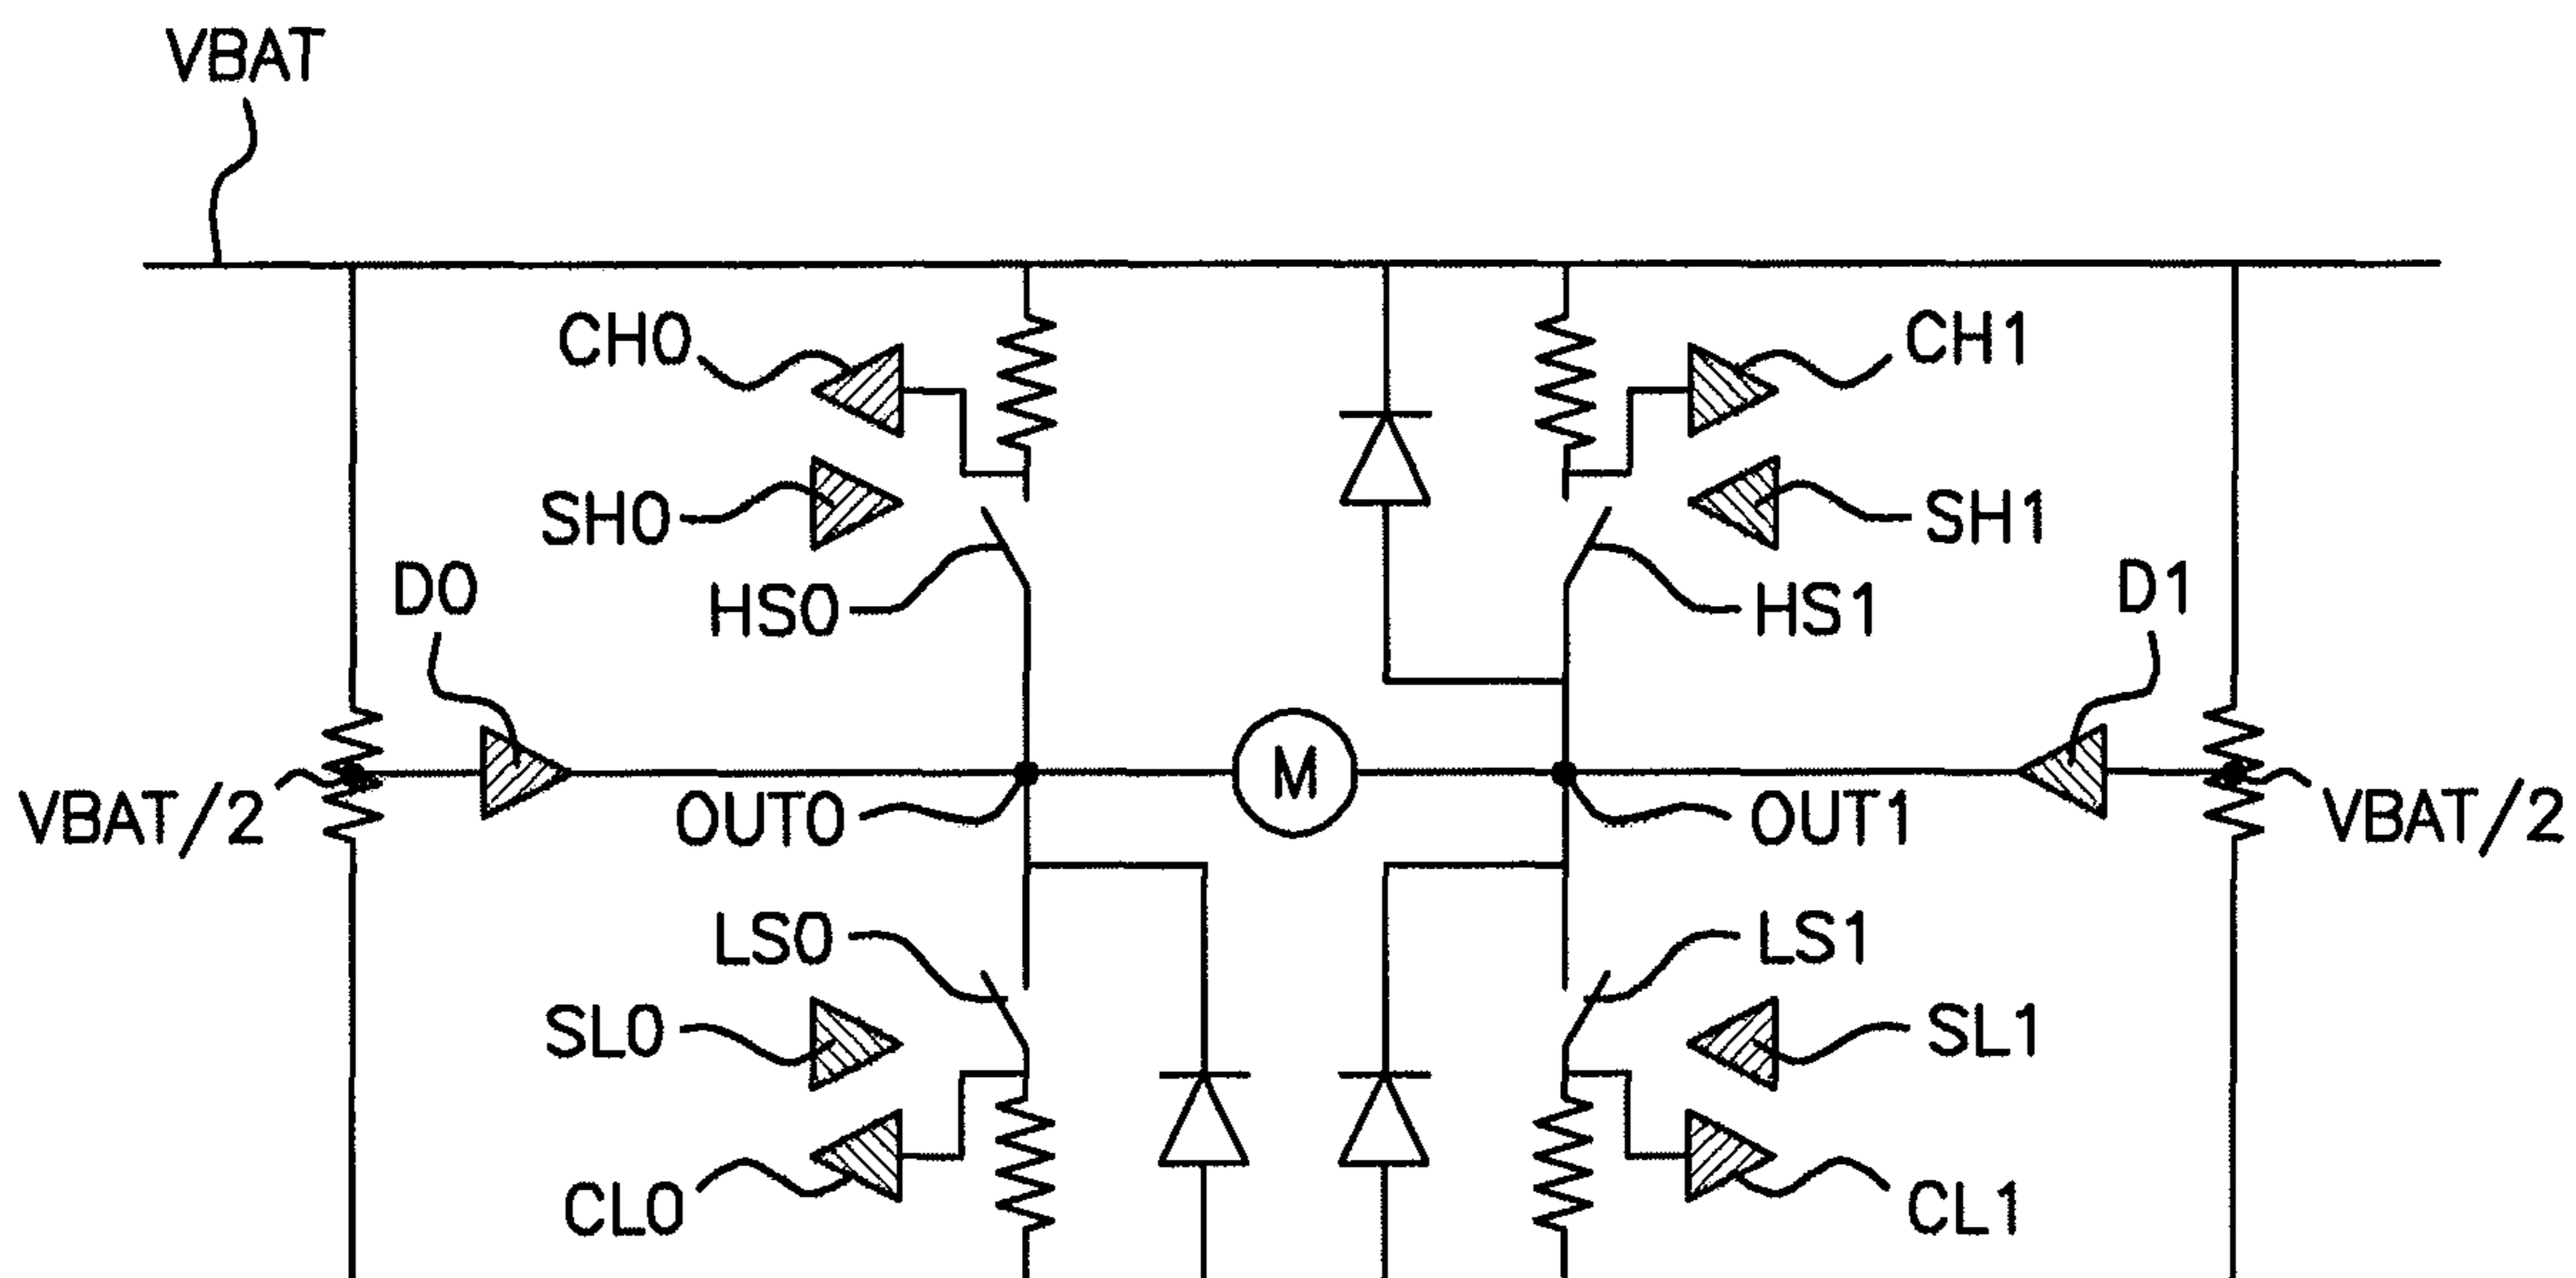 VBAT
CH0
CH1
SH0
SH1
D0
D1
HS0
HS1
M
VBAT/2
OUT0
OUT1
VBAT/2
LS0
LS1
SL0
SL1
CL0
CL1